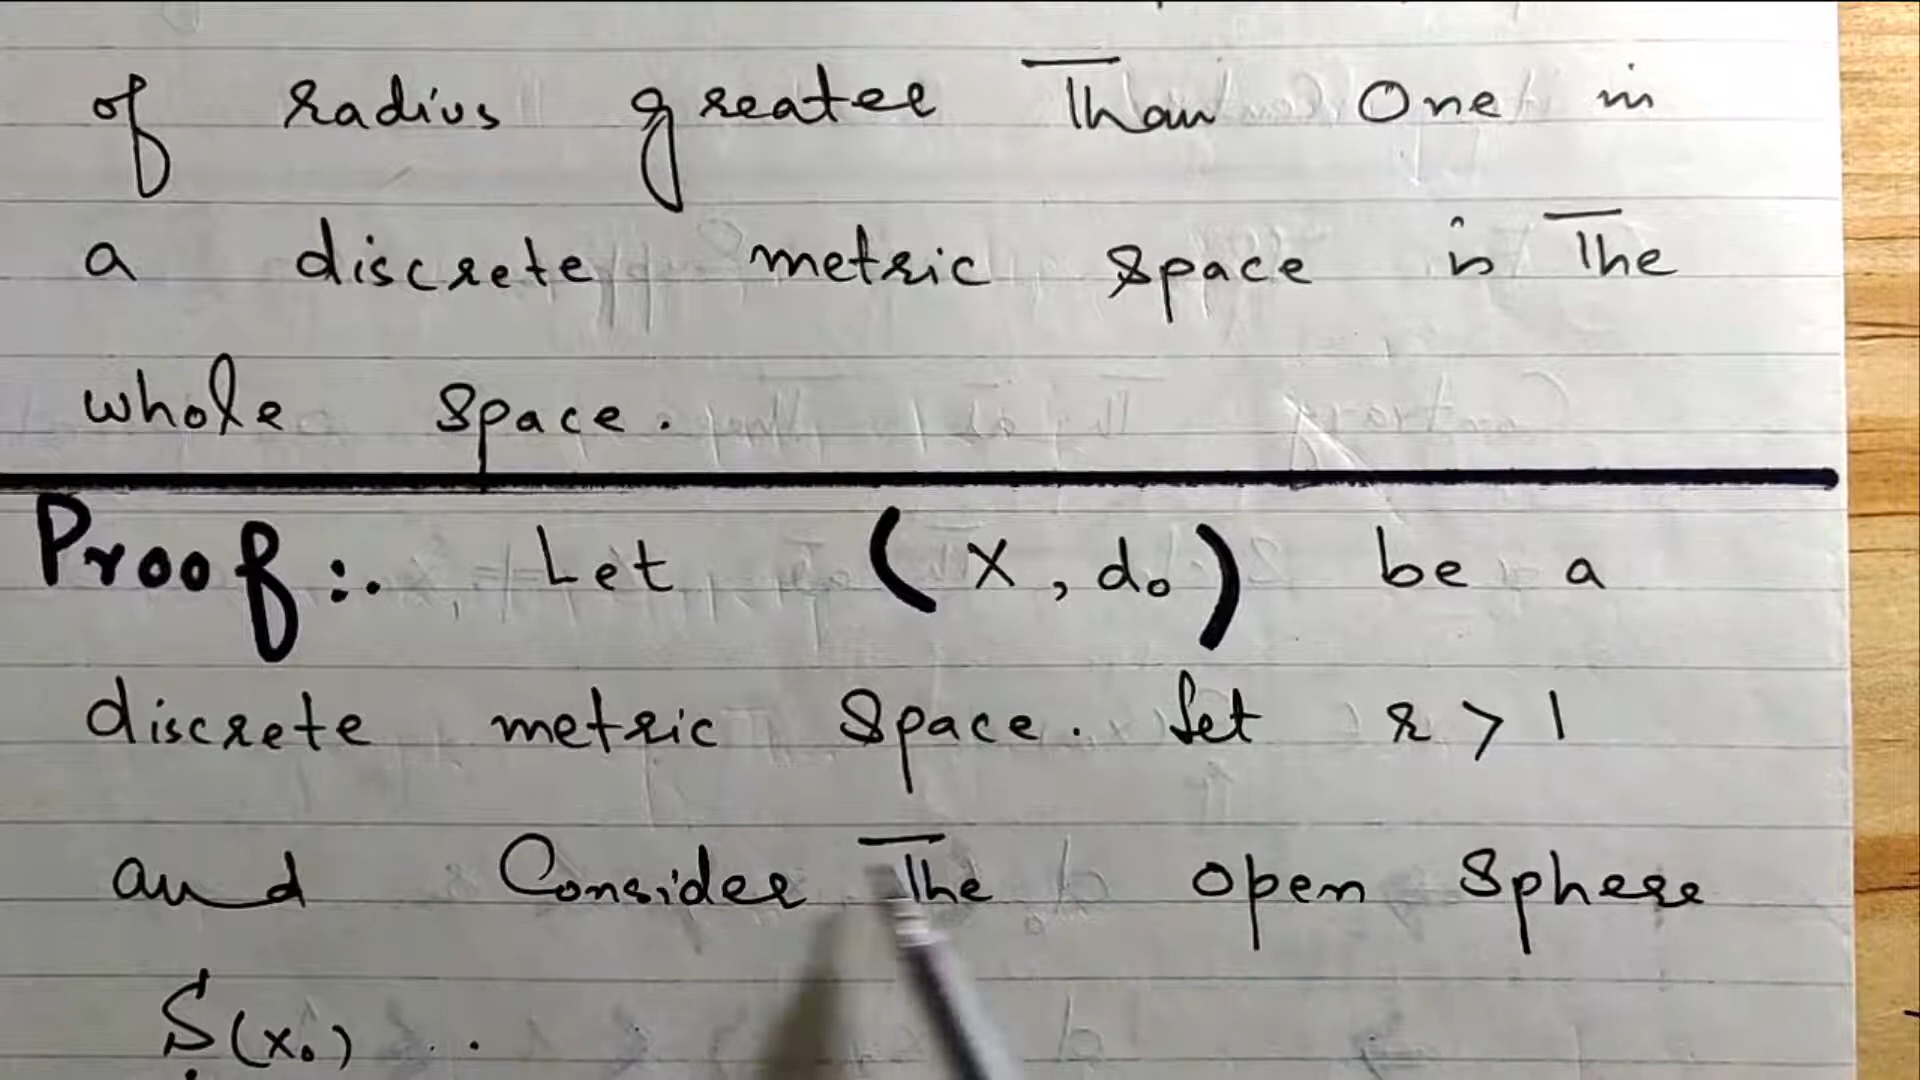 of radius greater Than One in
a discrete metric space is The
whole space.
Proof:. Let (X, d₀) be a
discrete metric space. Let r > 1
and Consider The open sphere
S(x₀)